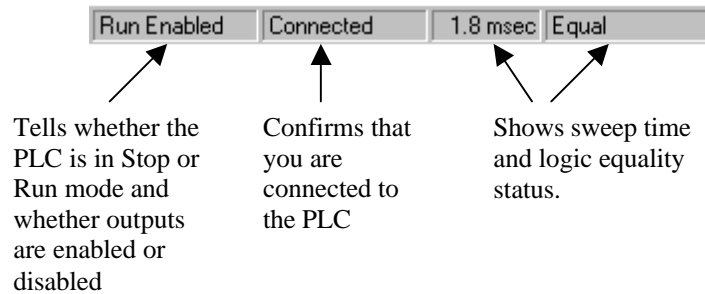 Run Enabled Connected 1.8 msec Equal
Tells whether the
PLC is in Stop or
Run mode and
whether outputs
are enabled or
disabled
Confirms that
you are
connected to
the PLC
Shows sweep time
and logic equality
status.